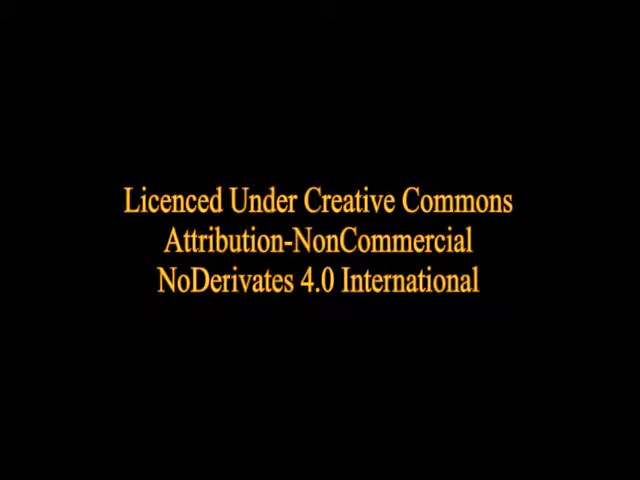 Licenced Under Creative Commons
Attribution-NonCommercial
NoDerivates 4.0 International